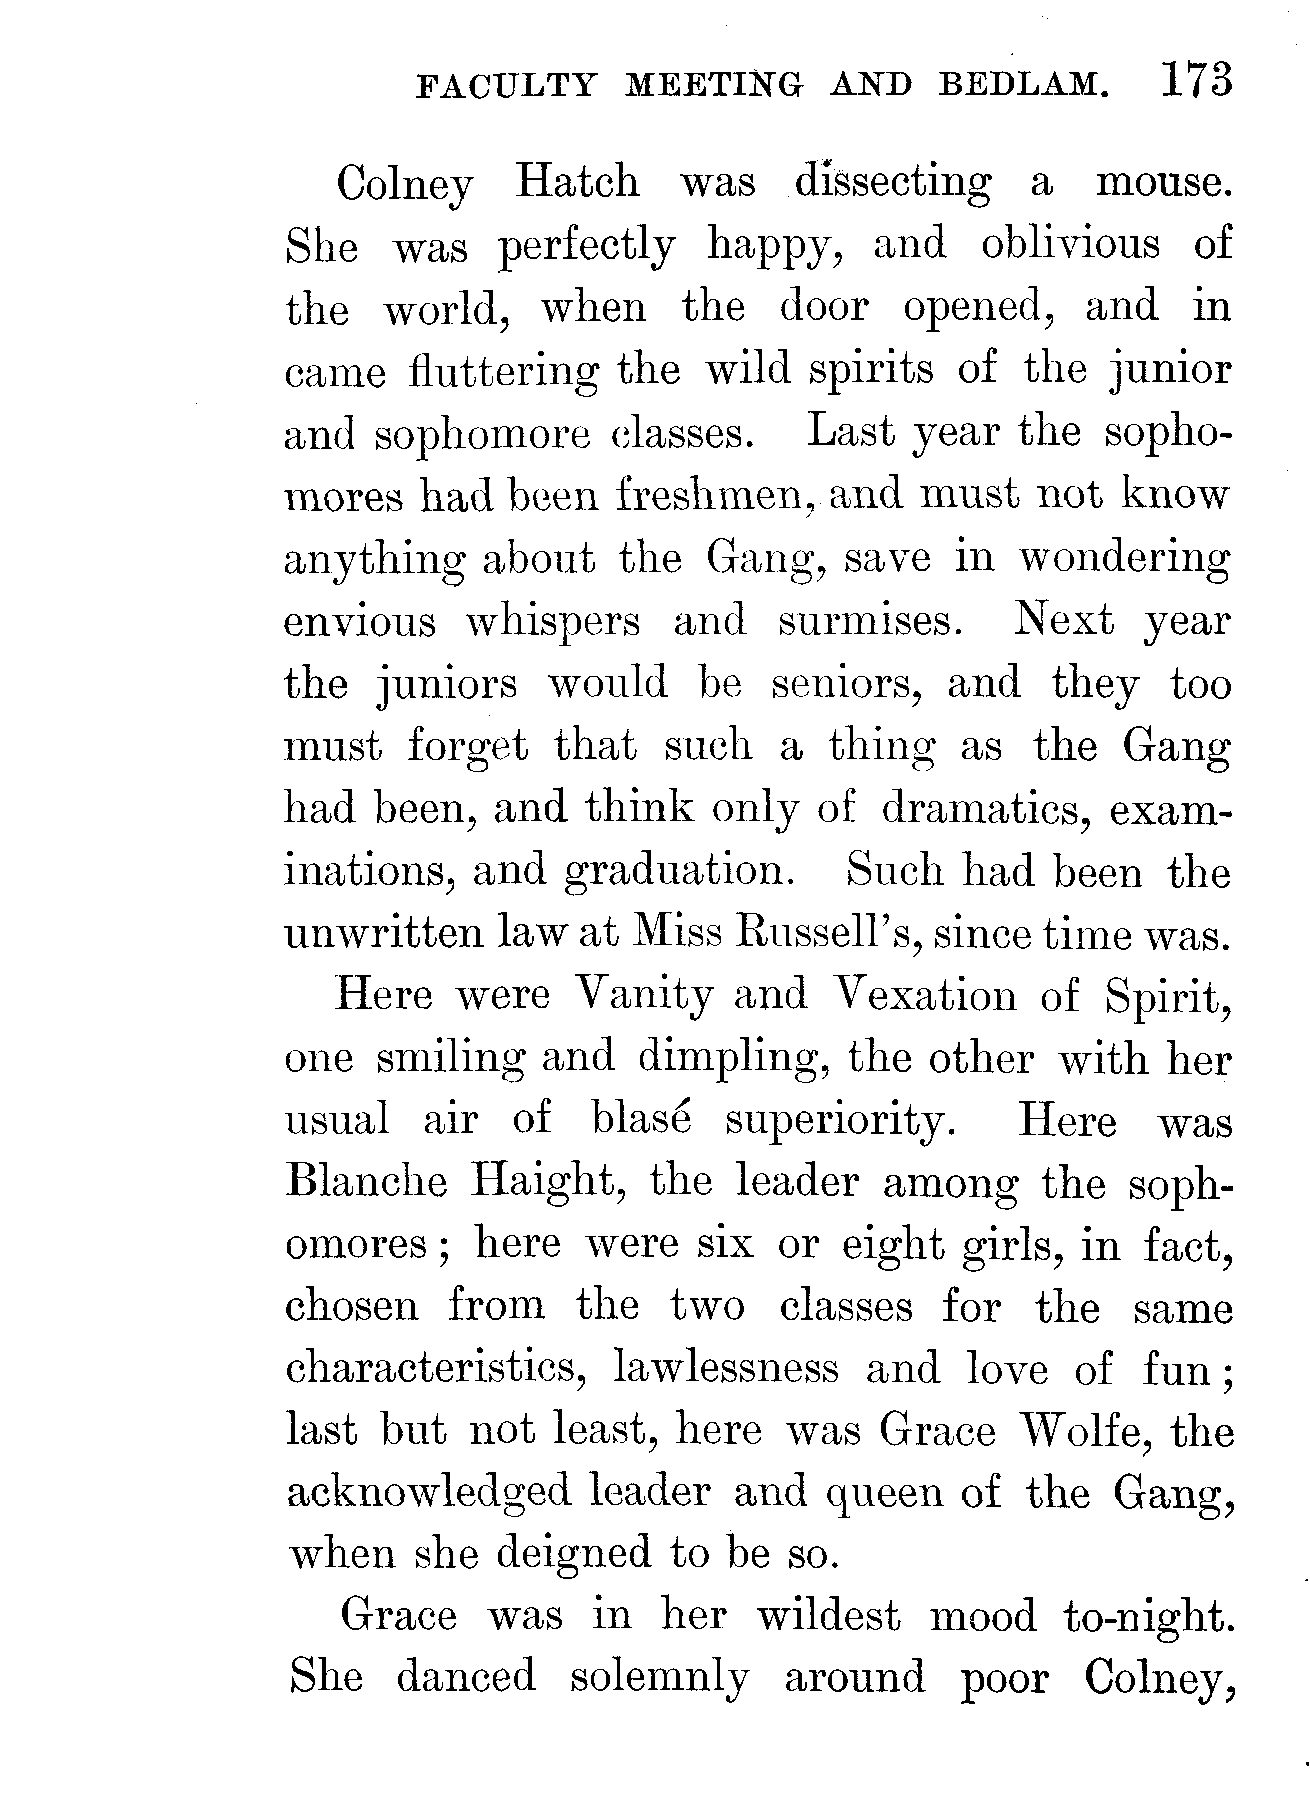 FACULTY MEETING AND BEDLAM. 173
Colney Hatch was dissecting a mouse.
She was perfectly happy, and oblivious of
the world, when the door opened, and in
came fluttering the wild spirits of the junior
and sophomore classes. Last year the sopho-
mores had been freshmen, and must not know
anything about the Gang, save in wondering
envious whispers and surmises. Next year
the juniors would be seniors, and they too
must forget that such a thing as the Gang
had been, and think only of dramatics, exam-
inations, and graduation. Such had been the
unwritten law at Miss Russell's, since time was.
Here were Vanity and Vexation of Spirit,
one smiling and dimpling, the other with her
usual air of blasé superiority. Here was
Blanche Haight, the leader among the soph-
omores; here were six or eight girls, in fact,
chosen from the two classes for the same
characteristics, lawlessness and love of fun;
last but not least, here was Grace Wolfe, the
acknowledged leader and queen of the Gang,
when she deigned to be so.
Grace was in her wildest mood to-night.
She danced solemnly around poor Colney,